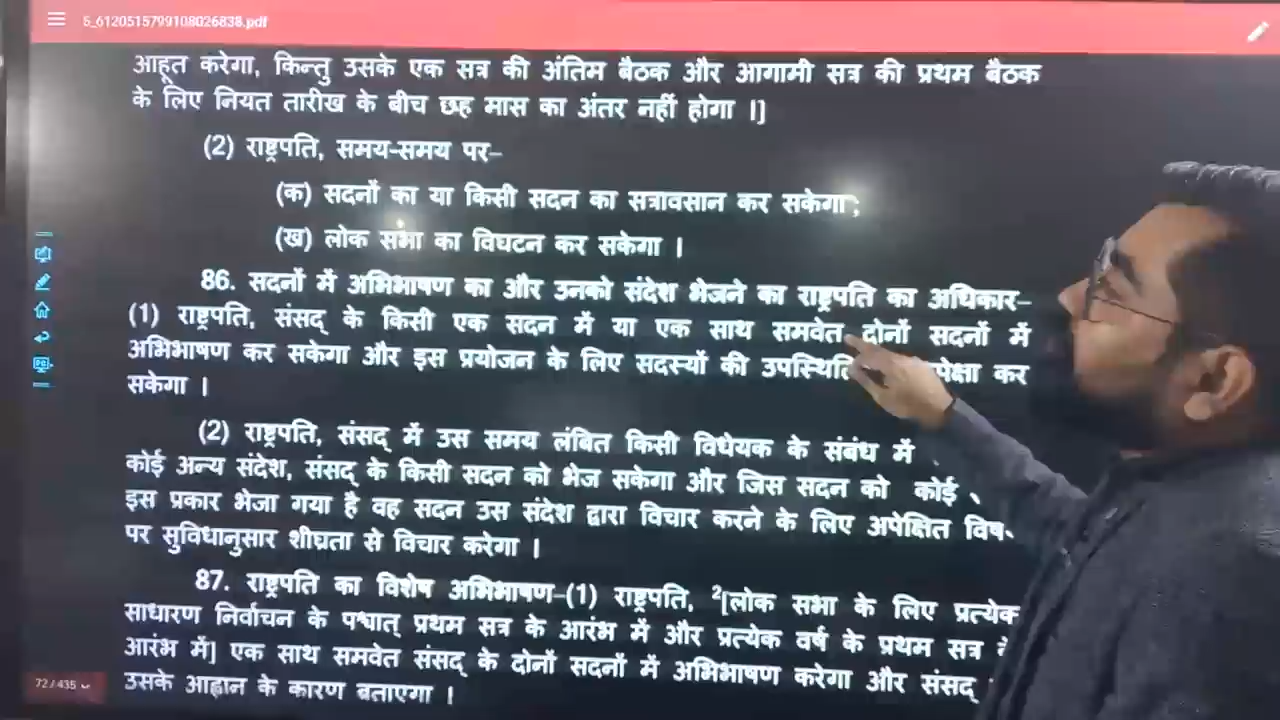 5_6120515799108026838.pdf
आहूत करेगा, किन्तु उसके एक सत्र की अंतिम बैठक और आगामी सत्र की प्रथम बैठक
के लिए नियत तारीख के बीच छह मास का अंतर नहीं होगा ।]
(2) राष्ट्रपति, समय-समय पर–
(क) सदनों का या किसी सदन का सत्रावसान कर सकेगा ;
(ख) लोक सभा का विघटन कर सकेगा ।
86. सदनों में अभिभाषण का और उनको संदेश भेजने का राष्ट्रपति का अधिकार–
(1) राष्ट्रपति, संसद् के किसी एक सदन में या एक साथ समवेत दोनों सदनों में
अभिभाषण कर सकेगा और इस प्रयोजन के लिए सदस्यों की कर
सकेगा ।
(2) राष्ट्रपति, संसद् में उस समय लंबित किसी विधेयक के संबंध में
कोई अन्य संदेश, संसद् के किसी सदन को भेज सकेगा और जिस सदन को कोई
इस प्रकार भेजा गया है वह सदन उस संदेश द्वारा विचार करने के लिए अपेक्षित
पर सुविधानुसार शीघ्रता से विचार करेगा ।
87. राष्ट्रपति का विशेष अभिभाषण–(1) राष्ट्रपति, 2[लोक सभा के लिए प्रत्येक
साधारण निर्वाचन के पश्चात् प्रथम सत्र के आरंभ में और प्रत्येक वर्ष के प्रथम सत्र
आरंभ में] एक साथ समवेत संसद् के दोनों सदनों में अभिभाषण करेगा और संसद्
उसके आह्वान के कारण बताएगा ।
72 / 435